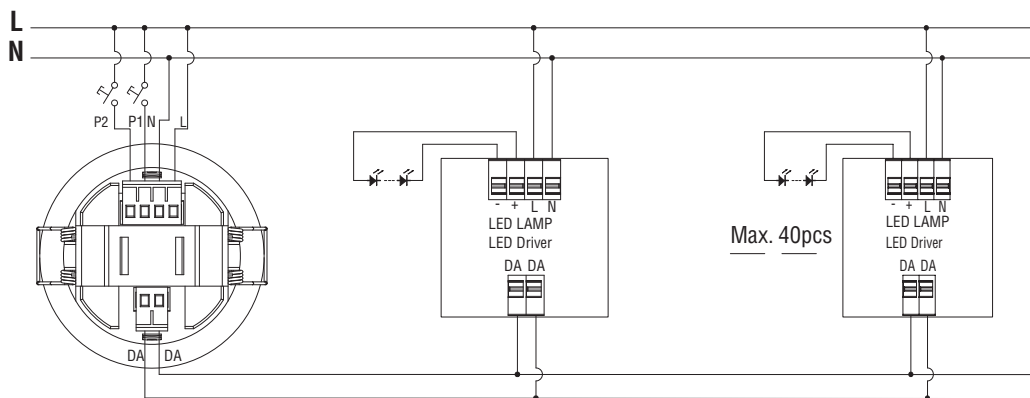 L
N
P2 P1 N L
- + L N
LED LAMP
LED Driver
DA DA
Max. 40pcs
- + L N
LED LAMP
LED Driver
DA DA
DA DA